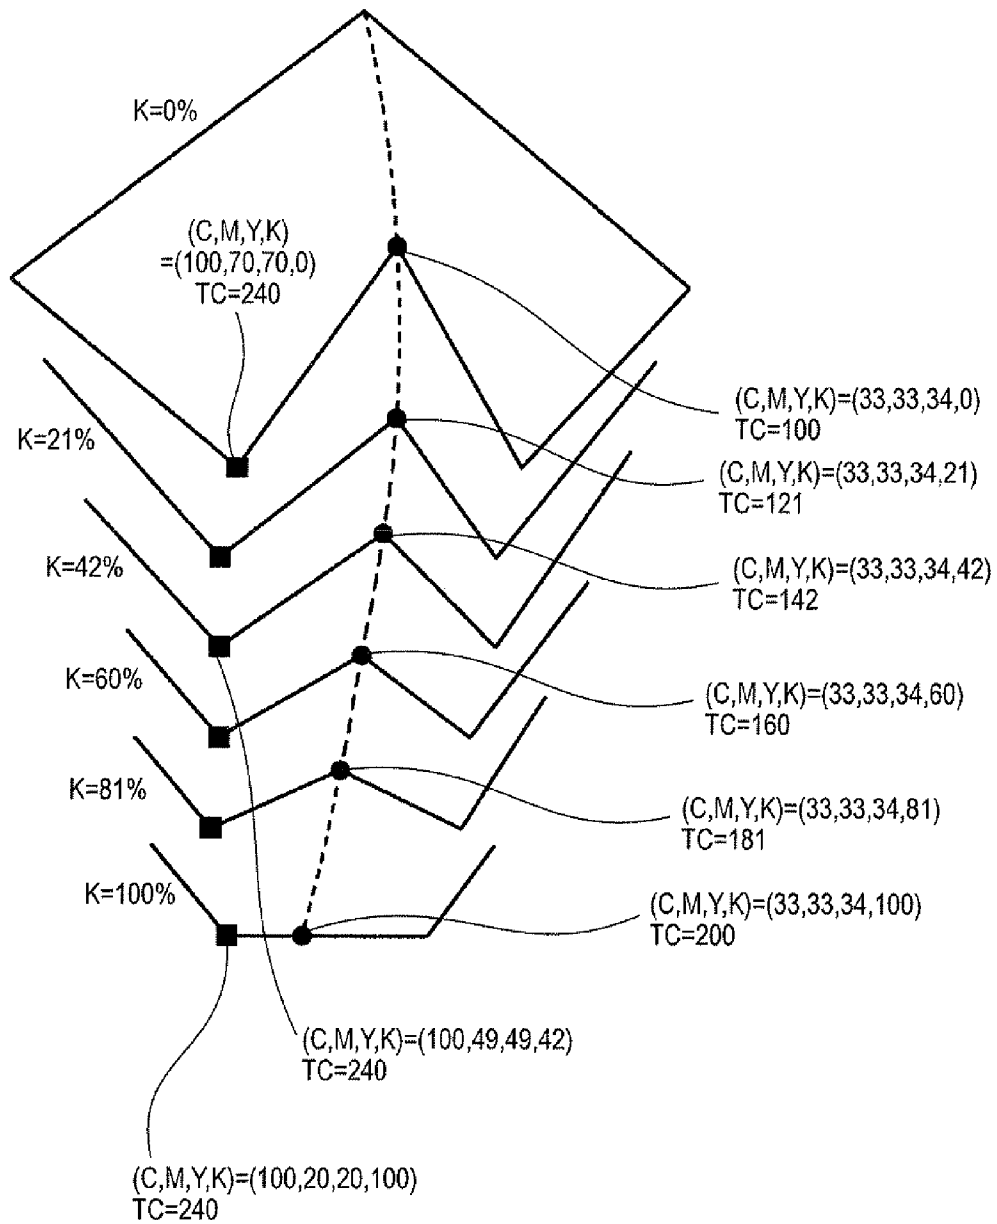 K=0%
(C,M,Y,K)
=(100,70,70,0)
TC=240
(C,M,Y,K)=(33,33,34,0)
TC=100
K=21%
(C,M,Y,K)=(33,33,34,21)
TC=121
K=42%
(C,M,Y,K)=(33,33,34,42)
TC=142
K=60%
(C,M,Y,K)=(33,33,34,60)
TC=160
K=81%
(C,M,Y,K)=(33,33,34,81)
TC=181
K=100%
(C,M,Y,K)=(33,33,34,100)
TC=200
(C,M,Y,K)=(100,49,49,42)
TC=240
(C,M,Y,K)=(100,20,20,100)
TC=240